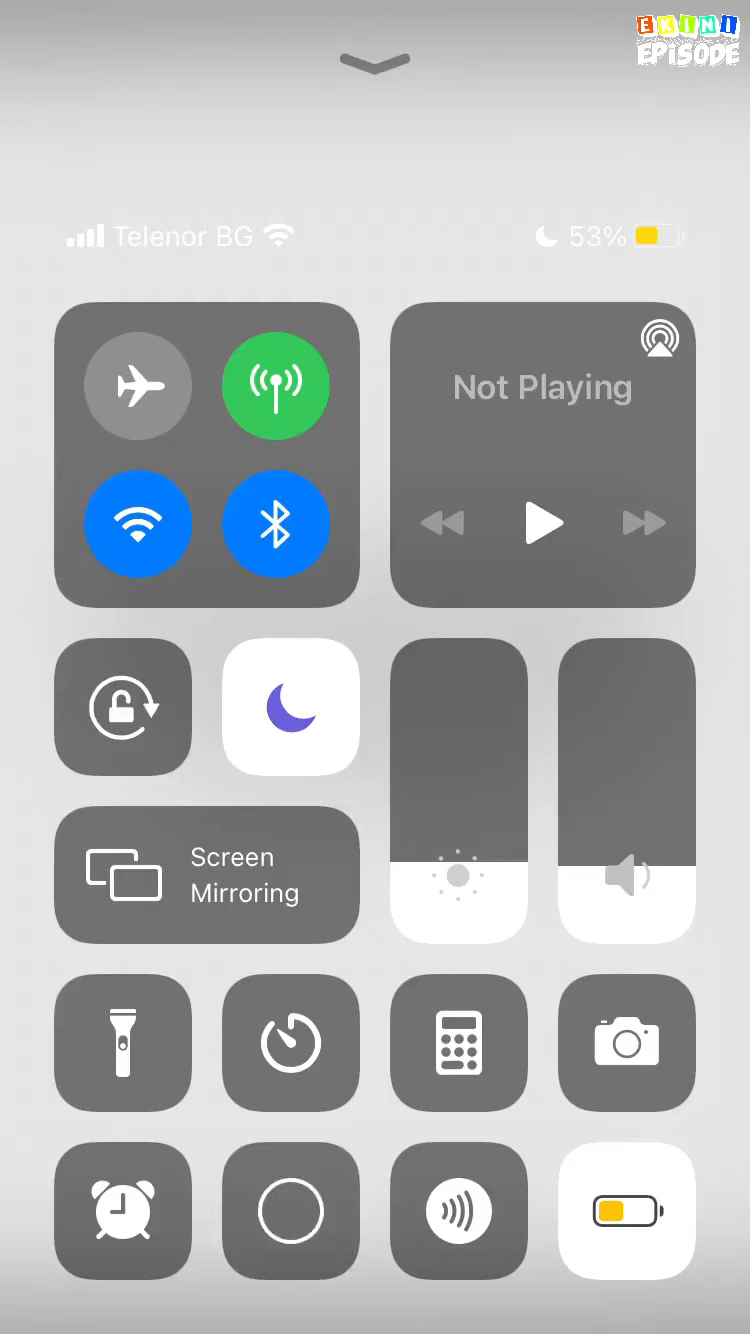 EKINI
EPISODE
Telenor BG
53%
Not Playing
Screen
Mirroring